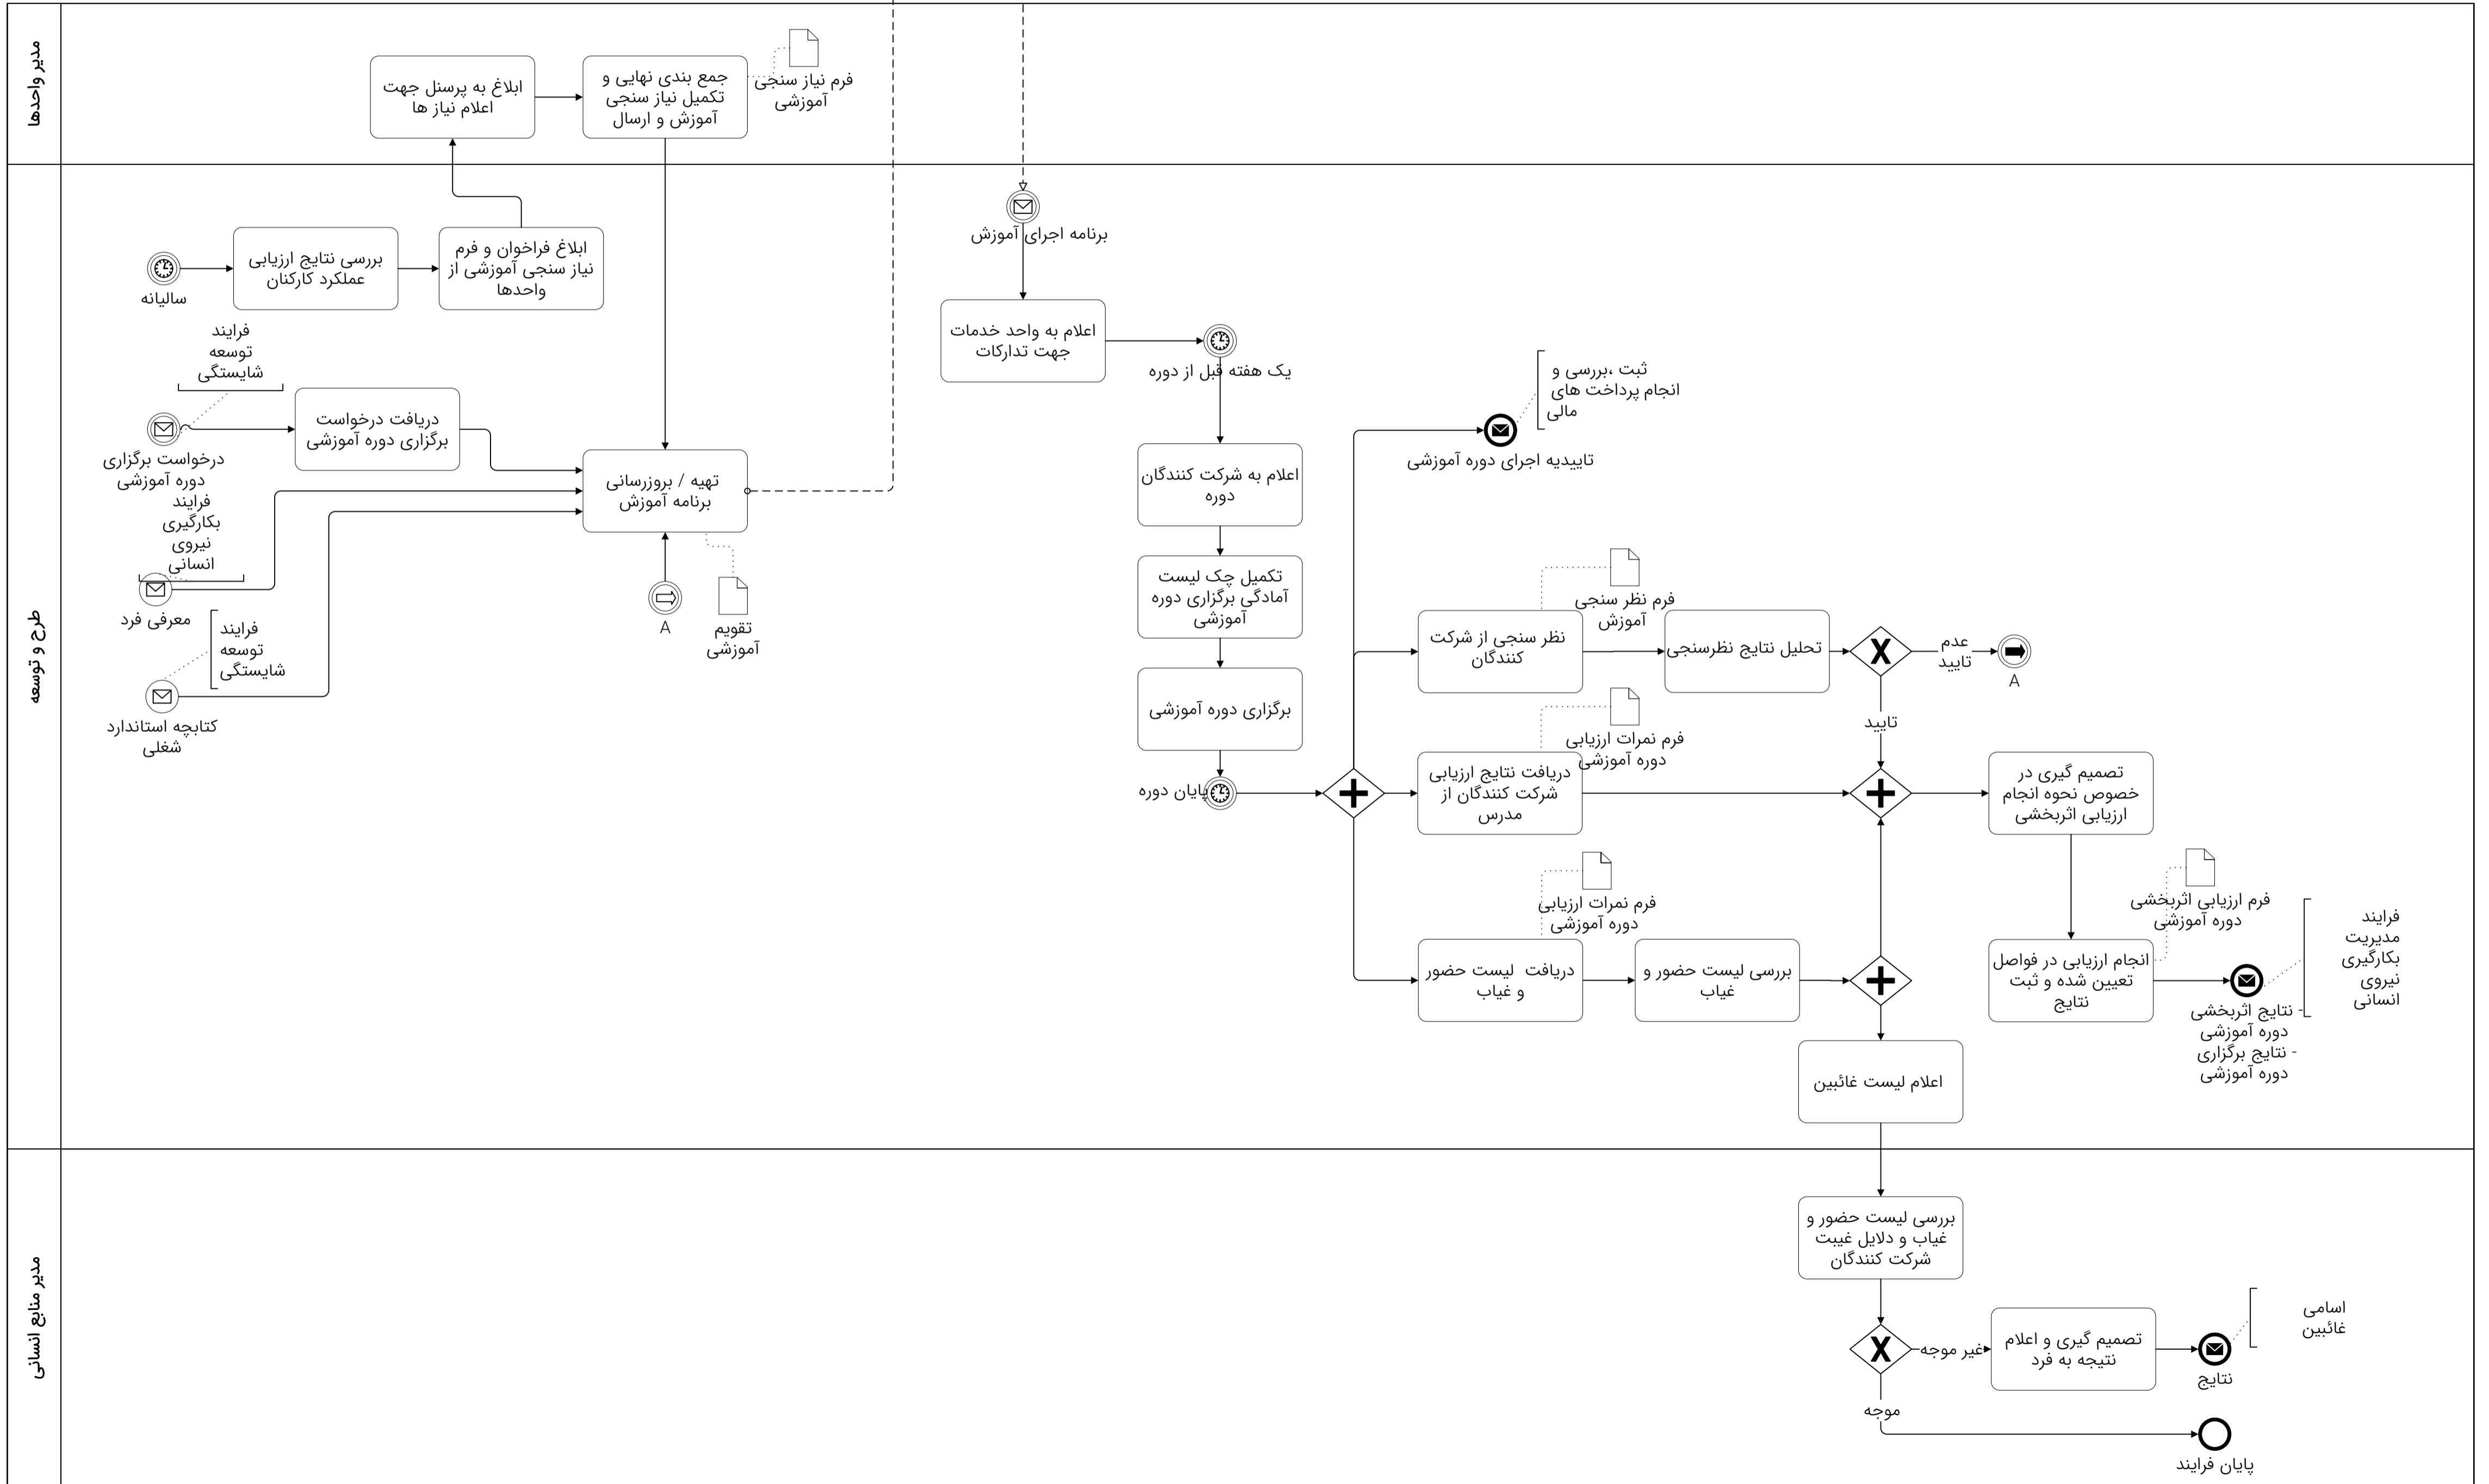 مدیر واحدها
ابلاغ به پرسنل جهت
اعلام نیاز ها
جمع بندی نهایی و
تکمیل نیاز سنجی
آموزش و ارسال
فرم نیاز سنجی
آموزشی
طرح و توسعه
سالیانه
بررسی نتایج ارزیابی
عملکرد کارکنان
ابلاغ فراخوان و فرم
نیاز سنجی آموزشی از
واحدها
فرایند
توسعه
شایستگی
درخواست برگزاری
دوره آموزشی
دریافت درخواست
برگزاری دوره آموزشی
فرایند
بکارگیری
نیروی
انسانی
معرفی فرد
فرایند
توسعه
شایستگی
کتابچه استاندارد
شغلی
تهیه / بروزرسانی
برنامه آموزش
A
تقویم
آموزشی
برنامه اجرای آموزش
اعلام به واحد خدمات
جهت تدارکات
یک هفته قبل از دوره
اعلام به شرکت کنندگان
دوره
تکمیل چک لیست
آمادگی برگزاری دوره
آموزشی
برگزاری دوره آموزشی
پایان دوره
ثبت ،بررسی و
انجام پرداخت های
مالی
تاییدیه اجرای دوره آموزشی
فرم نظر سنجی
آموزش
نظر سنجی از شرکت
کنندگان
تحلیل نتایج نظرسنجی
عدم
تایید
A
تایید
فرم نمرات ارزیابی
دوره آموزشی
دریافت نتایج ارزیابی
شرکت کنندگان از
مدرس
تصمیم گیری در
خصوص نحوه انجام
ارزیابی اثربخشی
فرم نمرات ارزیابی
دوره آموزشی
دریافت لیست حضور
و غیاب
بررسی لیست حضور و
غیاب
فرم ارزیابی اثربخشی
دوره آموزشی
انجام ارزیابی در فواصل
تعیین شده و ثبت
نتایج
فرایند
مدیریت
بکارگیری
نیروی
انسانی
- نتایج اثربخشی
دوره آموزشی
- نتایج برگزاری
دوره آموزشی
اعلام لیست غائبین
مدیر منابع انسانی
بررسی لیست حضور و
غیاب و دلایل غیبت
شرکت کنندگان
غیر موجه
تصمیم گیری و اعلام
نتیجه به فرد
اسامی
غائبین
نتایج
موجه
پایان فرایند